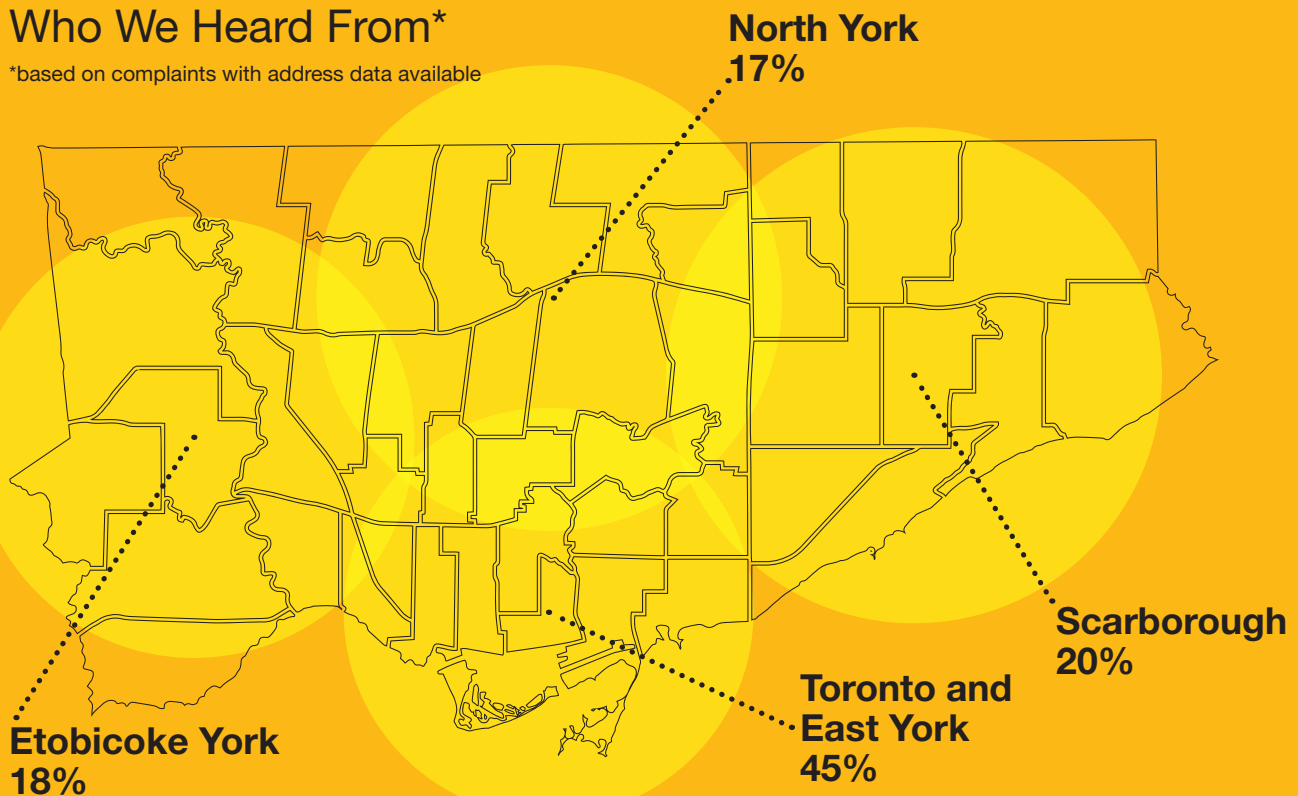 Who We Heard From*
*based on complaints with address data available
North York
17%
Scarborough
20%
Toronto and
East York
45%
Etobicoke York
18%